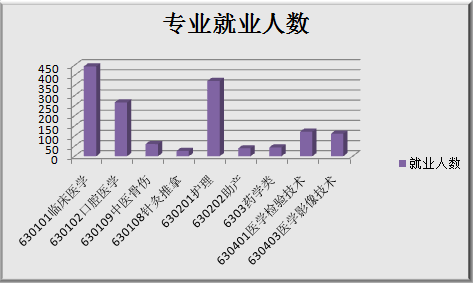 专业就业人数
450
400
350
300
250
200
150
100
50
0
630101临床医学
630102口腔医学
630109中医骨伤
630108针灸推拿
630201护理
630202助产
6303药学类
630401医学检验技术
630403医学影像技术
就业人数